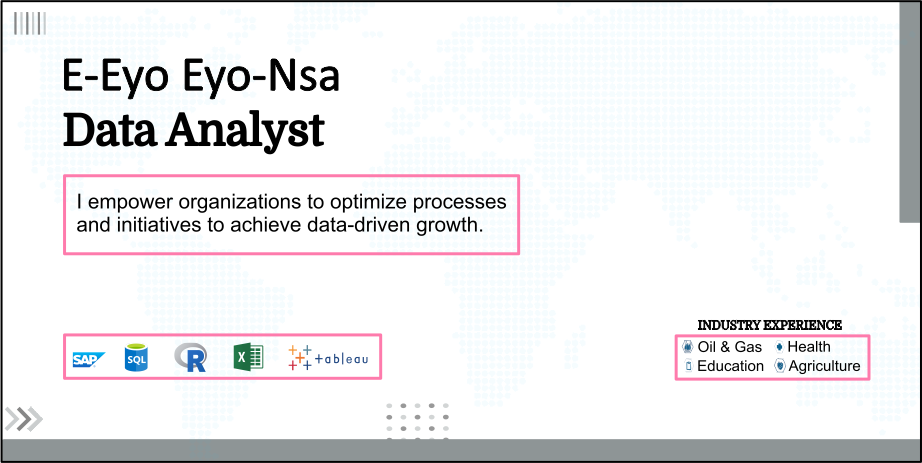 E-Eyo Eyo-Nsa
Data Analyst
I empower organizations to optimize processes
and initiatives to achieve data-driven growth.
SAP SQL R X +ableau
INDUSTRY EXPERIENCE
Oil & Gas Health
Education Agriculture